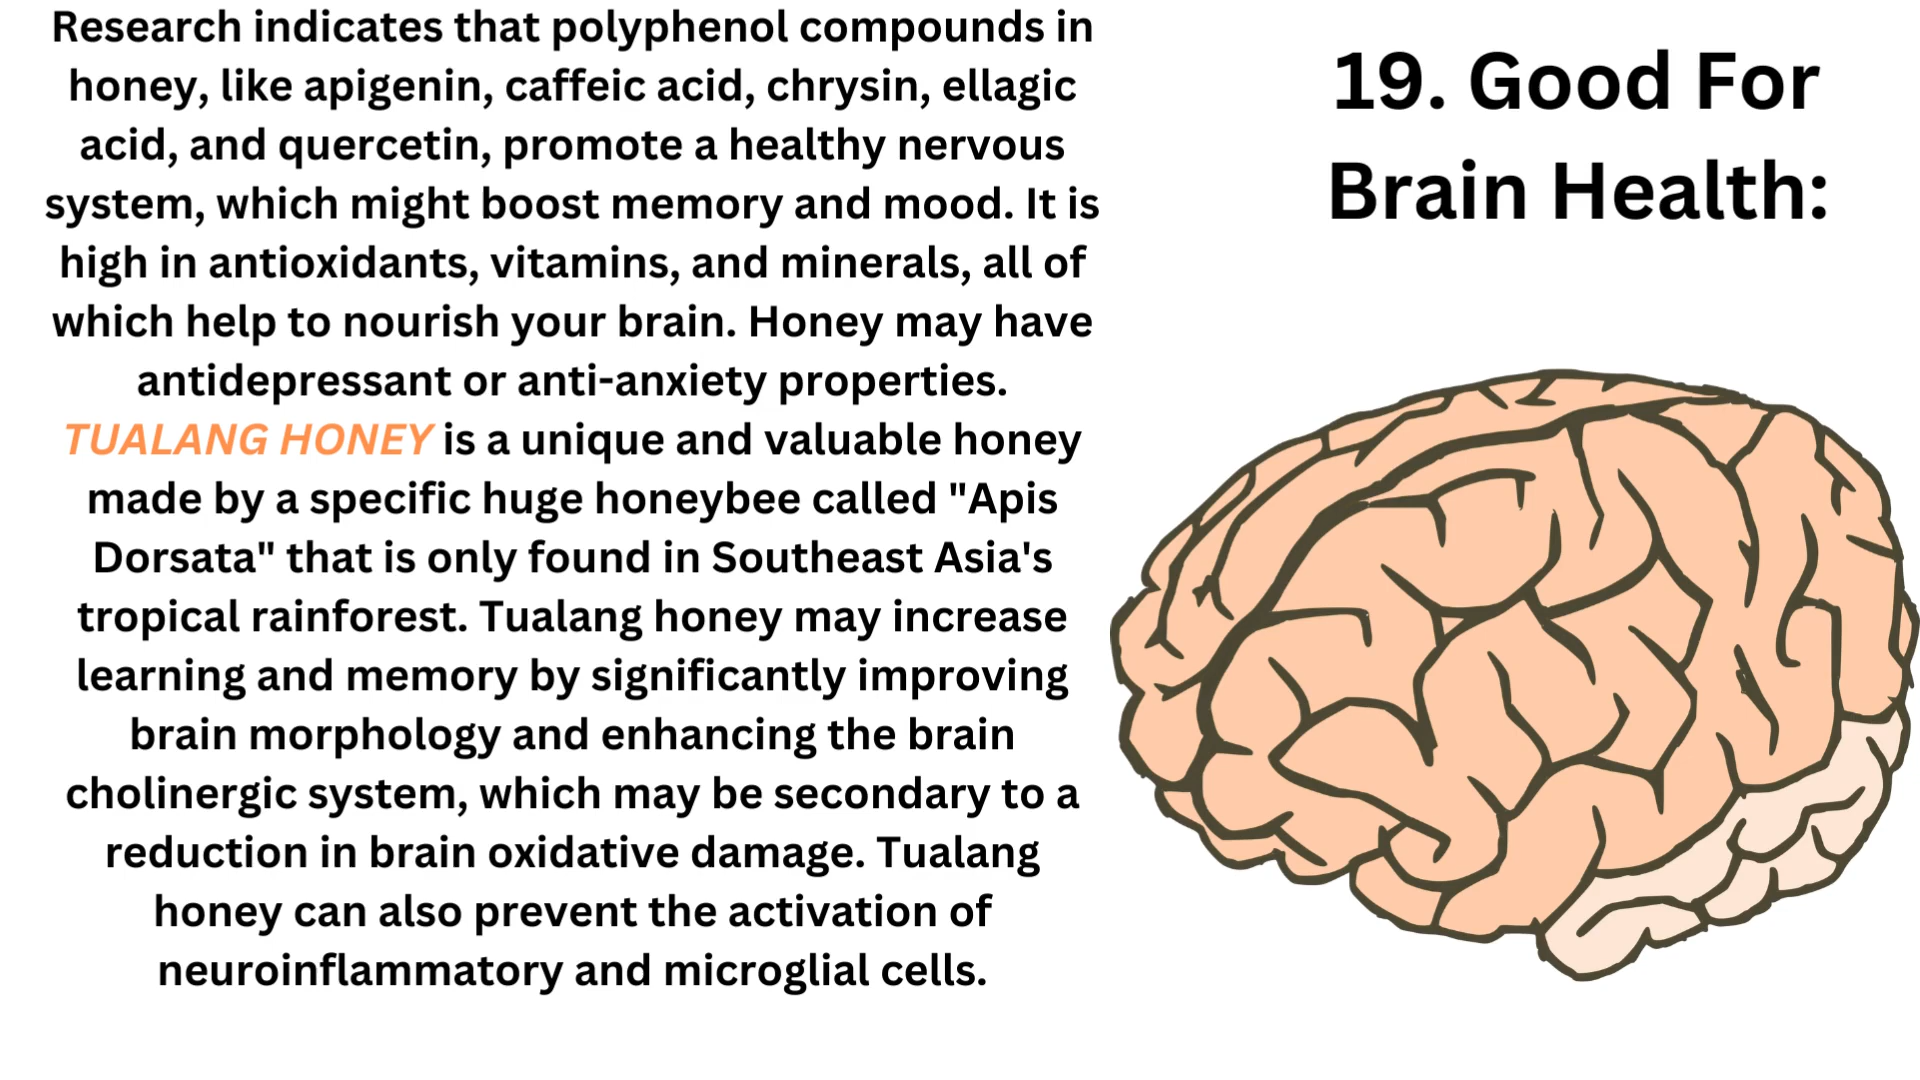 Research indicates that polyphenol compounds in
honey, like apigenin, caffeic acid, chrysin, ellagic
acid, and quercetin, promote a healthy nervous
system, which might boost memory and mood. It is
high in antioxidants, vitamins, and minerals, all of
which help to nourish your brain. Honey may have
antidepressant or anti-anxiety properties.
TUALANG HONEY is a unique and valuable honey
made by a specific huge honeybee called "Apis
Dorsata" that is only found in Southeast Asia's
tropical rainforest. Tualang honey may increase
learning and memory by significantly improving
brain morphology and enhancing the brain
cholinergic system, which may be secondary to a
reduction in brain oxidative damage. Tualang
honey can also prevent the activation of
neuroinflammatory and microglial cells.
19. Good For
Brain Health: